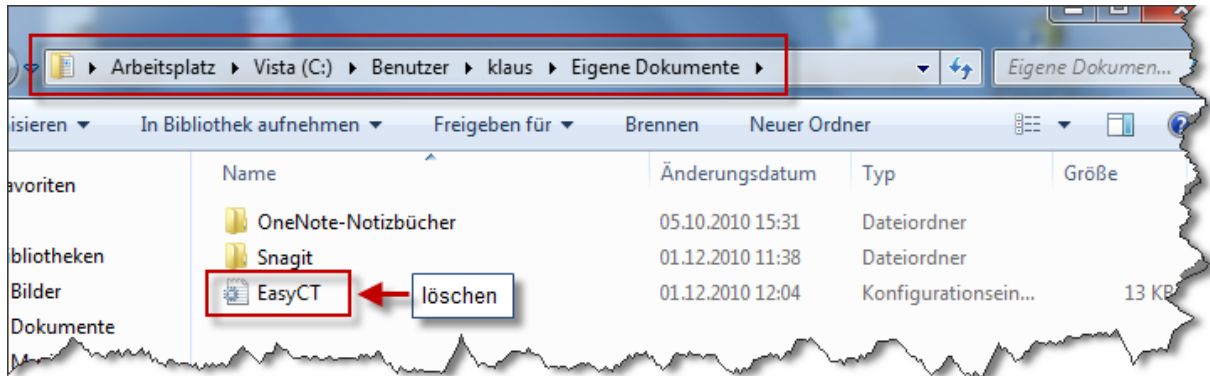 Arbeitsplatz ▸ Vista (C:) ▸ Benutzer ▸ klaus ▸ Eigene Dokumente ▸ Eigene Dokumen...
isieren In Bibliothek aufnehmen Freigeben für Brennen Neuer Ordner
avoriten Name Änderungsdatum Typ Größe
OneNote-Notizbücher 05.10.2010 15:31 Dateiordner
bliotheken Snagit 01.12.2010 11:38 Dateiordner
Bilder EasyCT löschen 01.12.2010 12:04 Konfigurationsein... 13 KB
Dokumente